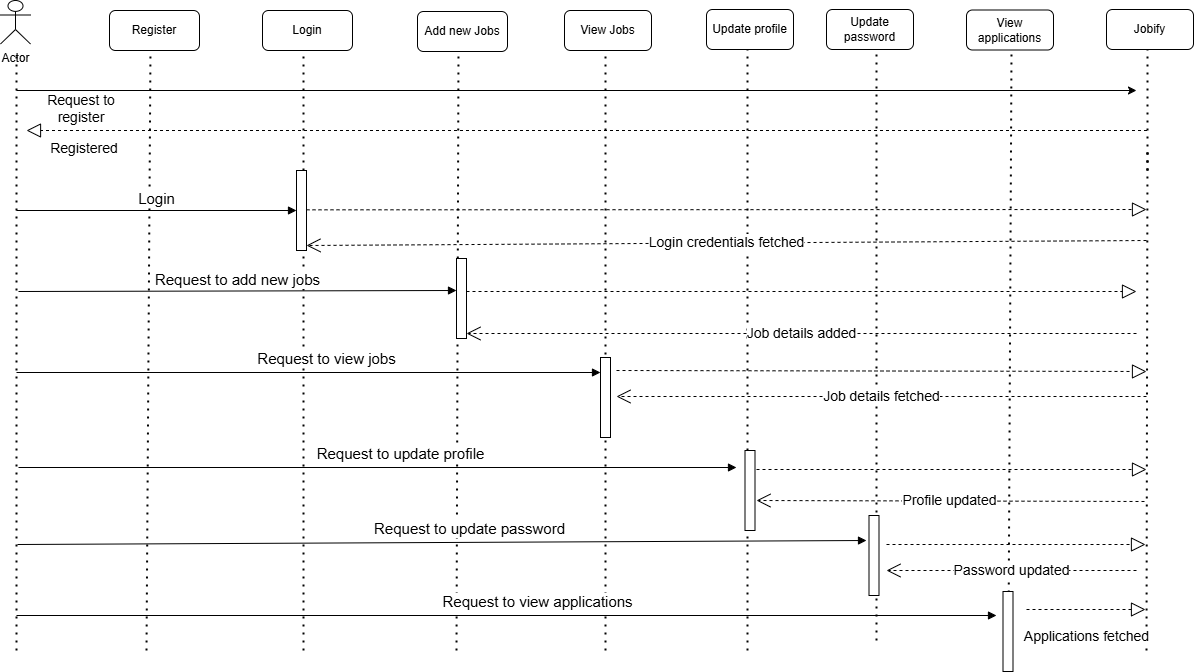 Actor
Register
Login
Add new Jobs
View Jobs
Update profile
Update
password
View
applications
Jobify
Request to
register
Registered
Login
Login credentials fetched
Request to add new jobs
Job details added
Request to view jobs
Job details fetched
Request to update profile
Profile updated
Request to update password
Password updated
Request to view applications
Applications fetched